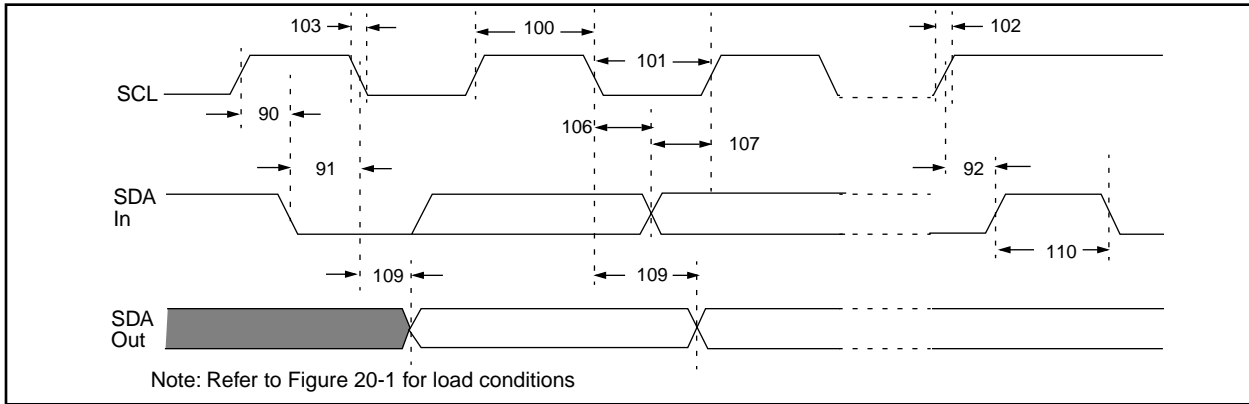 103
100
102
101
SCL
90
106
107
91
92
SDA
In
110
109
109
SDA
Out
Note: Refer to Figure 20-1 for load conditions